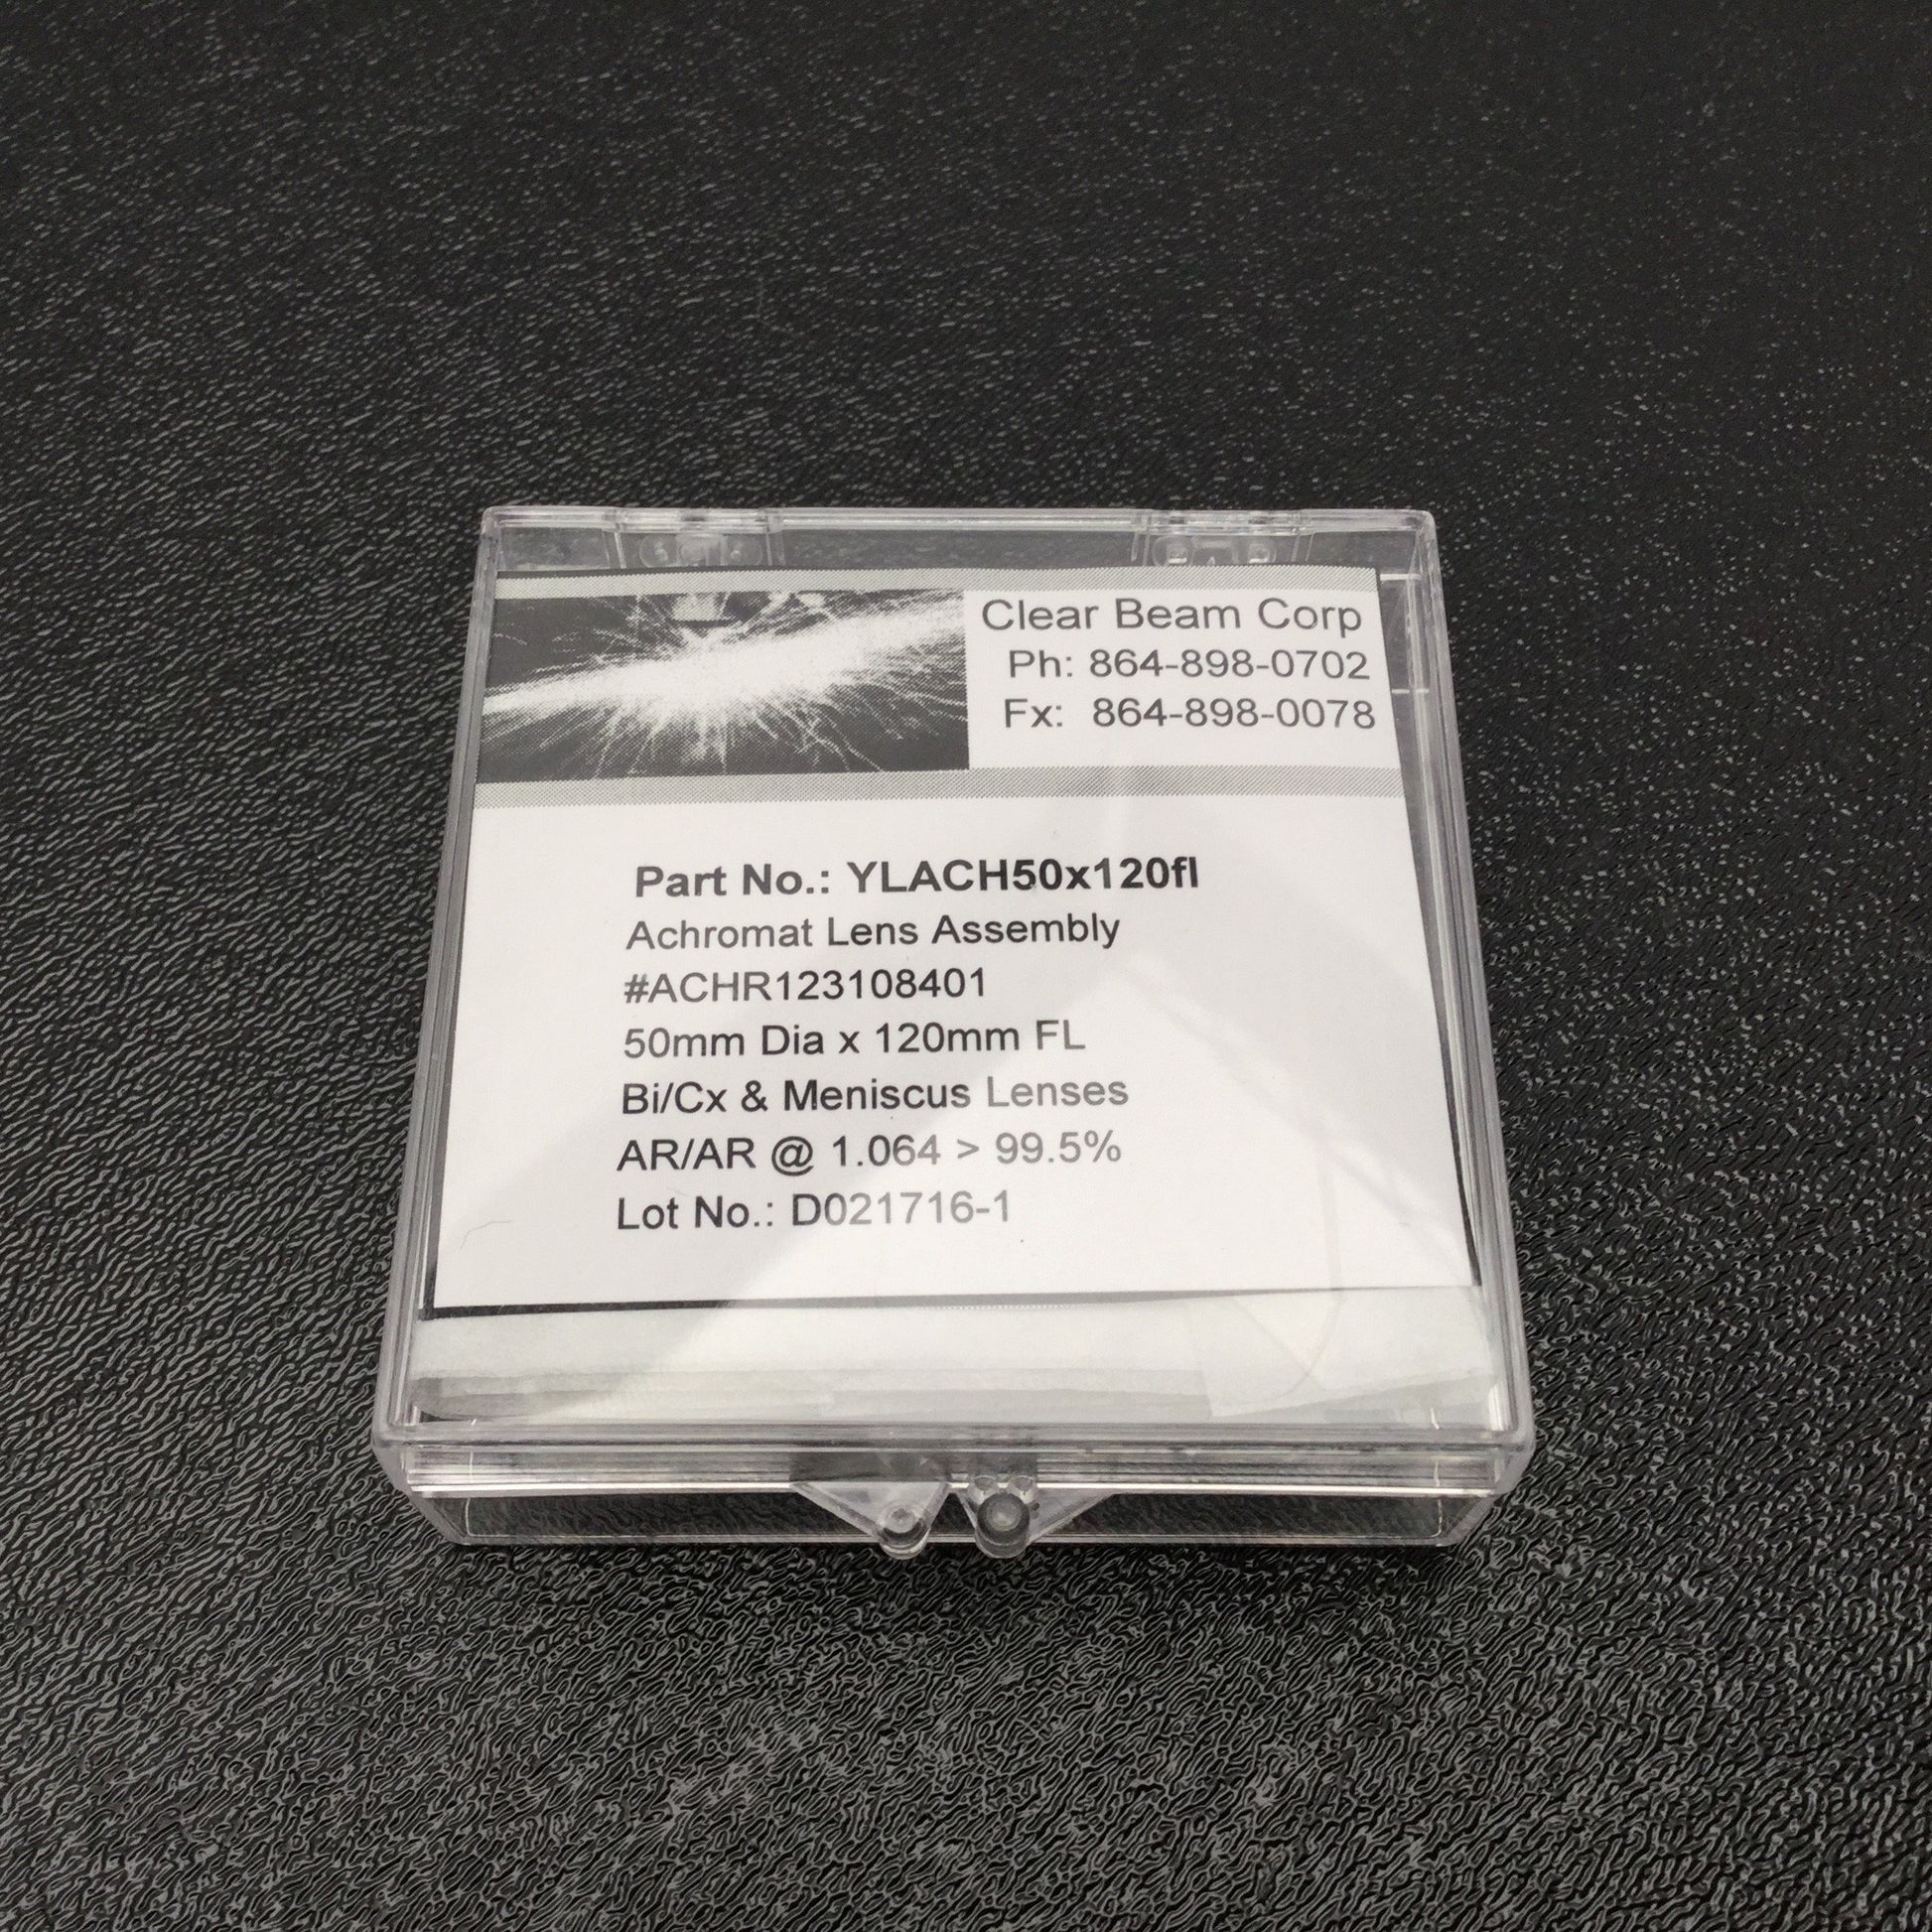 Clear Beam Corp
Ph: 864-898-0702
Fx: 864-898-0078
Part No.: YLACH50x120fl
Achromat Lens Assembly
#ACHR123108401
50mm Dia x 120mm FL
Bi/Cx & Meniscus Lenses
AR/AR @ 1.064 > 99.5%
Lot No.: D021716-1